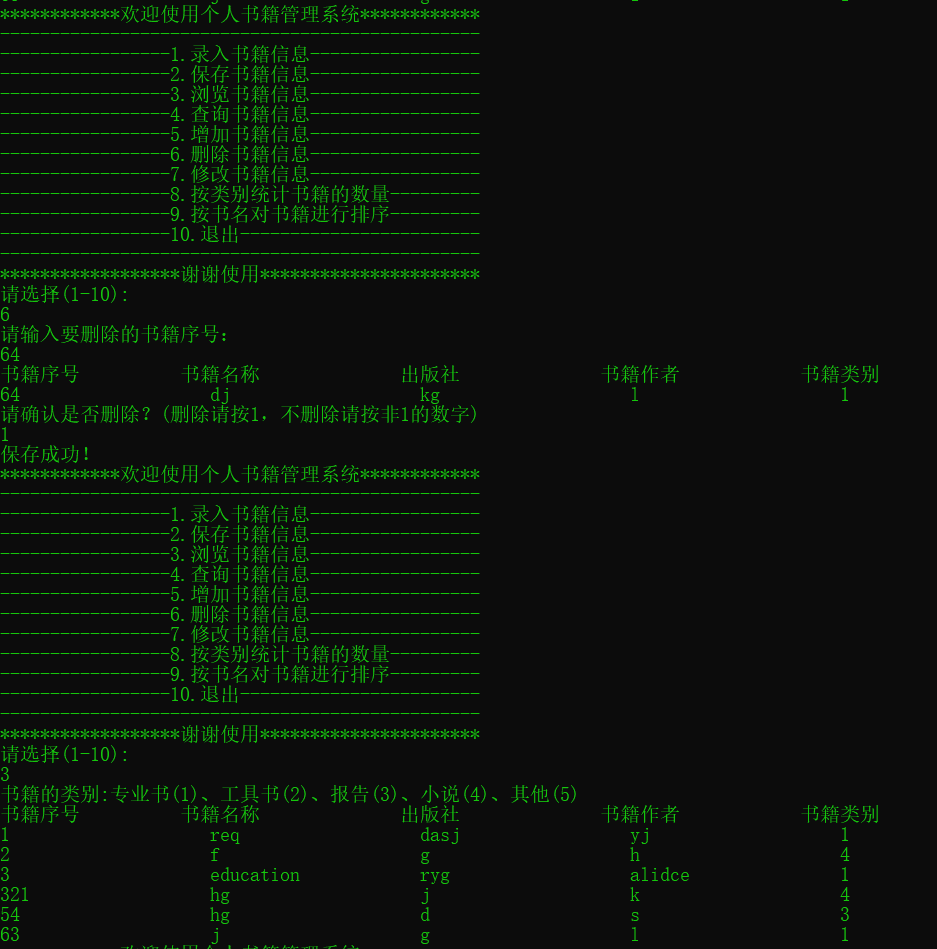 ************欢迎使用个人书籍管理系统************
------------------------------------------------
-----------------1.录入书籍信息-----------------
-----------------2.保存书籍信息-----------------
-----------------3.浏览书籍信息-----------------
-----------------4.查询书籍信息-----------------
-----------------5.增加书籍信息-----------------
-----------------6.删除书籍信息-----------------
-----------------7.修改书籍信息-----------------
-----------------8.按类别统计书籍的数量---------
-----------------9.按书名对书籍进行排序---------
-----------------10.退出------------------------
------------------------------------------------
******************谢谢使用**********************
请选择(1-10):
6
请输入要删除的书籍序号:
64
书籍序号 书籍名称 出版社 书籍作者 书籍类别
64 dj kg l 1
请确认是否删除？(删除请按1, 不删除请按非1的数字)
1
保存成功!
************欢迎使用个人书籍管理系统************
------------------------------------------------
-----------------1.录入书籍信息-----------------
-----------------2.保存书籍信息-----------------
-----------------3.浏览书籍信息-----------------
-----------------4.查询书籍信息-----------------
-----------------5.增加书籍信息-----------------
-----------------6.删除书籍信息-----------------
-----------------7.修改书籍信息-----------------
-----------------8.按类别统计书籍的数量---------
-----------------9.按书名对书籍进行排序---------
-----------------10.退出------------------------
------------------------------------------------
******************谢谢使用**********************
请选择(1-10):
3
书籍的类别:专业书(1)、工具书(2)、报告(3)、小说(4)、其他(5)
书籍序号 书籍名称 出版社 书籍作者 书籍类别
1 req dasj yj 1
2 f g h 4
3 education ryg alidce 1
321 hg j k 4
54 hg d s 3
63 j g l 1